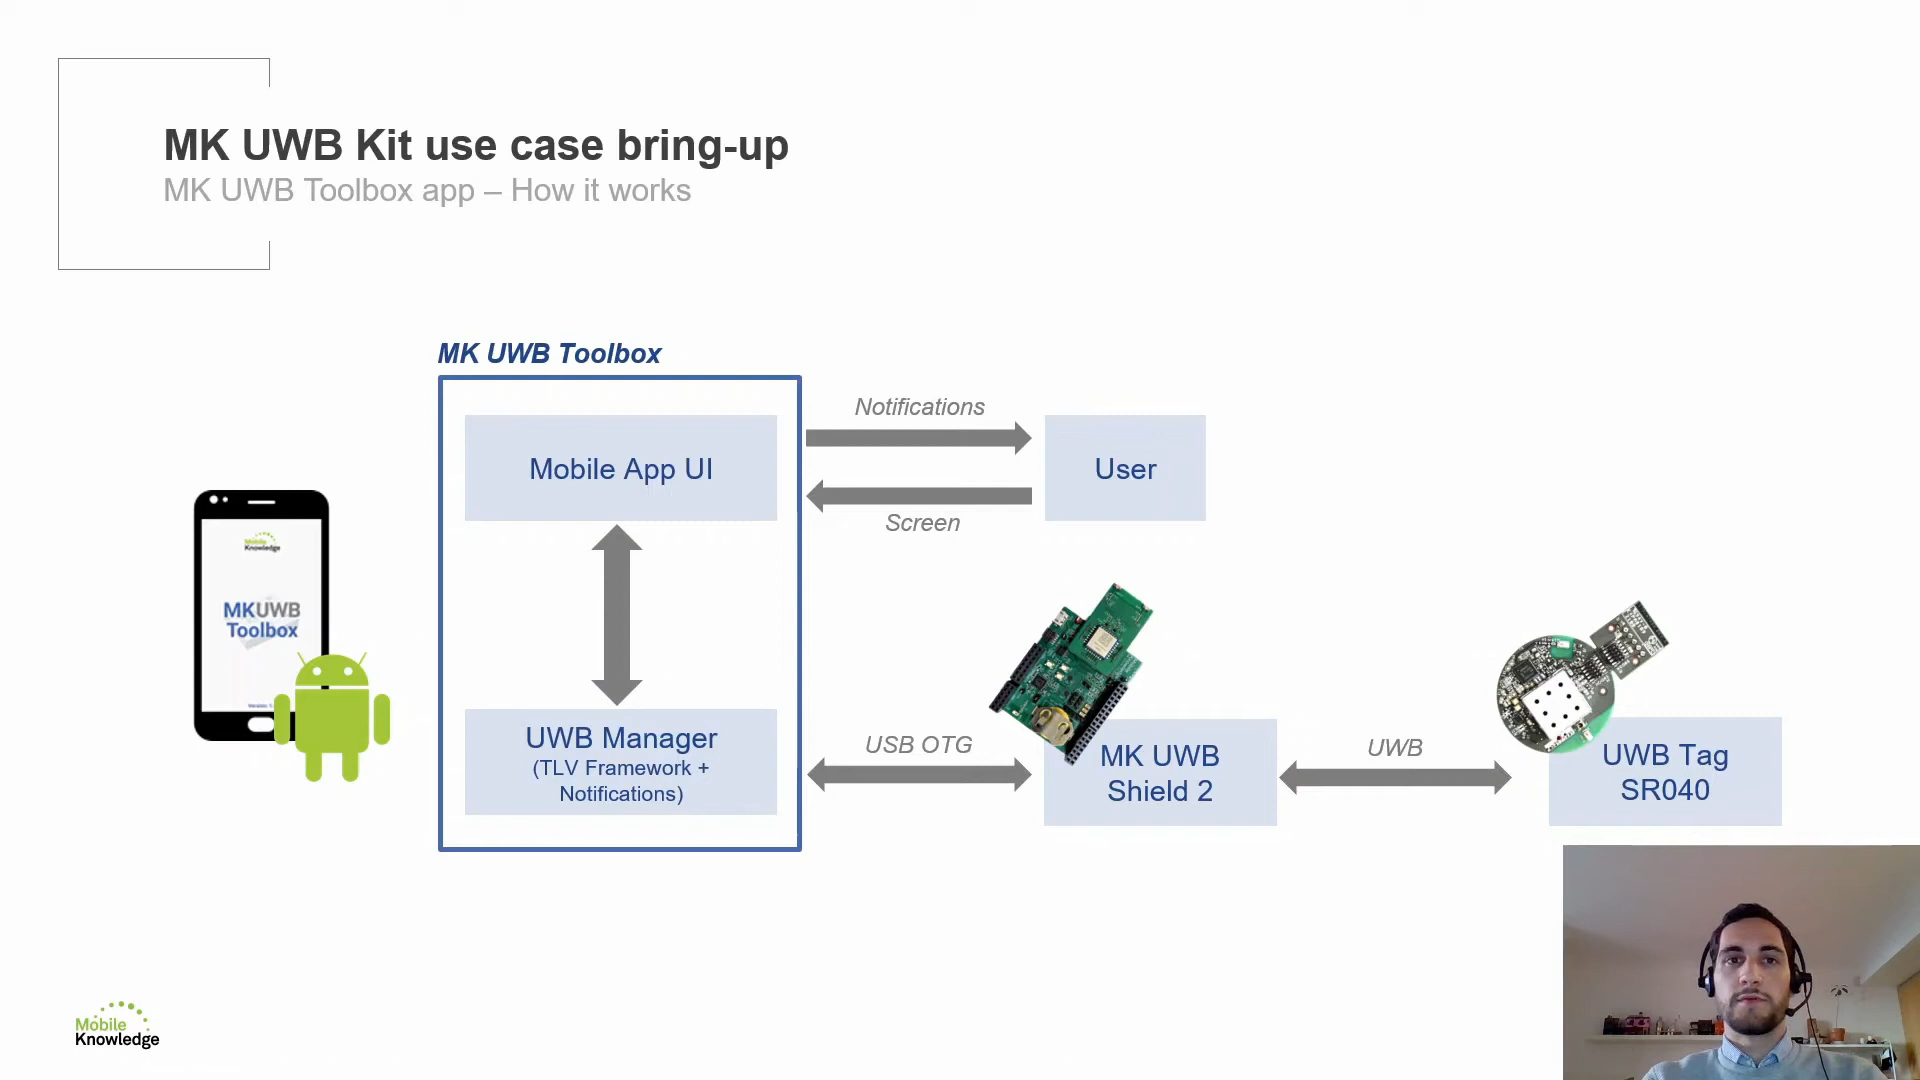 MK UWB Kit use case bring-up
MK UWB Toolbox app – How it works
MK UWB Toolbox
Mobile App UI
Notifications
Screen
User
Mobile
Knowledge
MKUWB
Toolbox
UWB Manager
(TLV Framework +
Notifications)
USB OTG
MK UWB
Shield 2
UWB
UWB Tag
SR040
Mobile
Knowledge